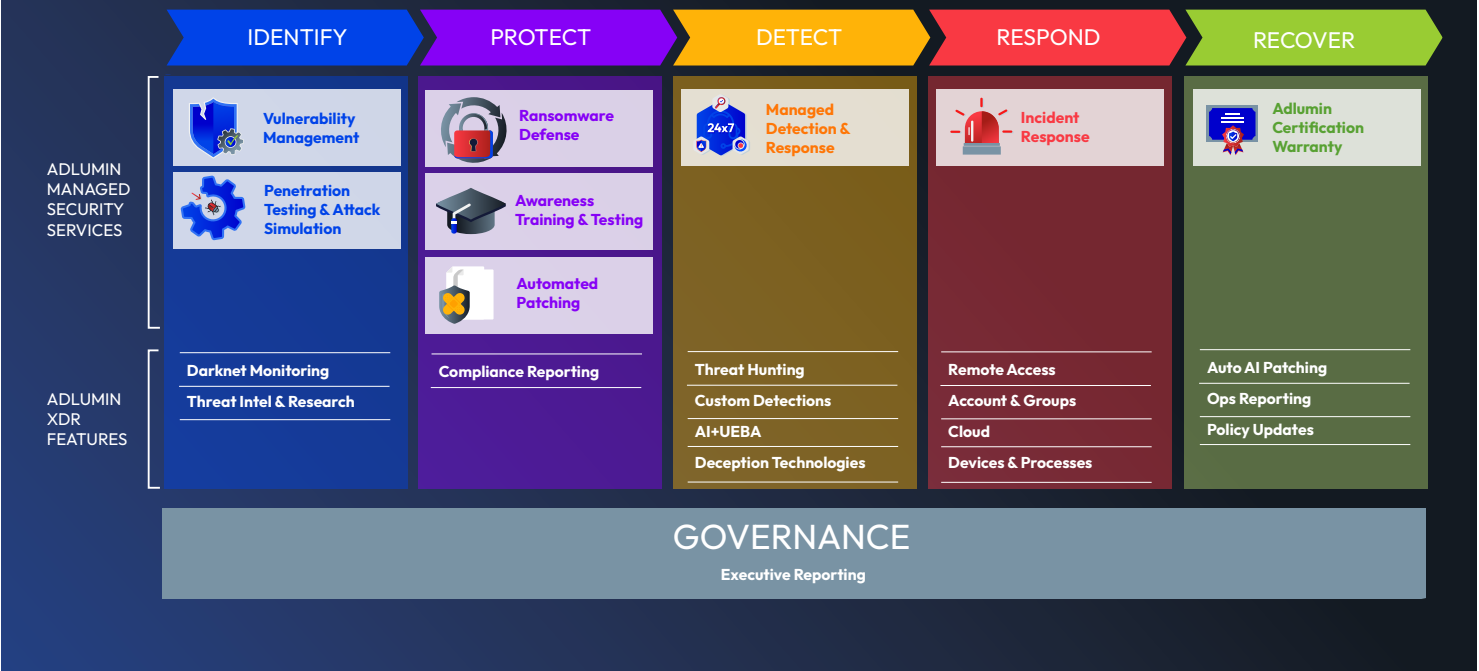 IDENTIFY
PROTECT
DETECT
RESPOND
RECOVER
ADLUMIN
MANAGED
SECURITY
SERVICES
Vulnerability
Management
Penetration
Testing & Attack
Simulation
Ransomware
Defense
Awareness
Training & Testing
Automated
Patching
24x7
Managed
Detection &
Response
Incident
Response
Adlumin
Certification
Warranty
ADLUMIN
XDR
FEATURES
Darknet Monitoring
Threat Intel & Research
Compliance Reporting
Threat Hunting
Custom Detections
AI+UEBA
Deception Technologies
Remote Access
Account & Groups
Cloud
Devices & Processes
Auto AI Patching
Ops Reporting
Policy Updates
GOVERNANCE
Executive Reporting